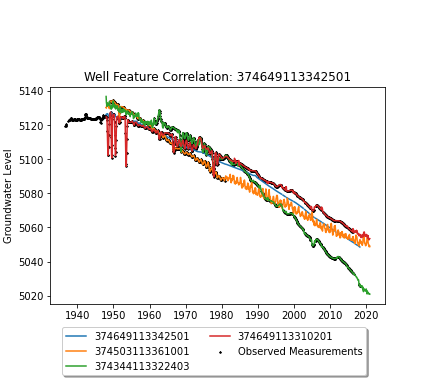 Well Feature Correlation: 374649113342501
5140
5120
5100
5080
5060
5040
5020
Groundwater Level
1940 1950 1960 1970 1980 1990 2000 2010 2020
374649113342501 374649113310201
374503113361001 Observed Measurements
374344113322403